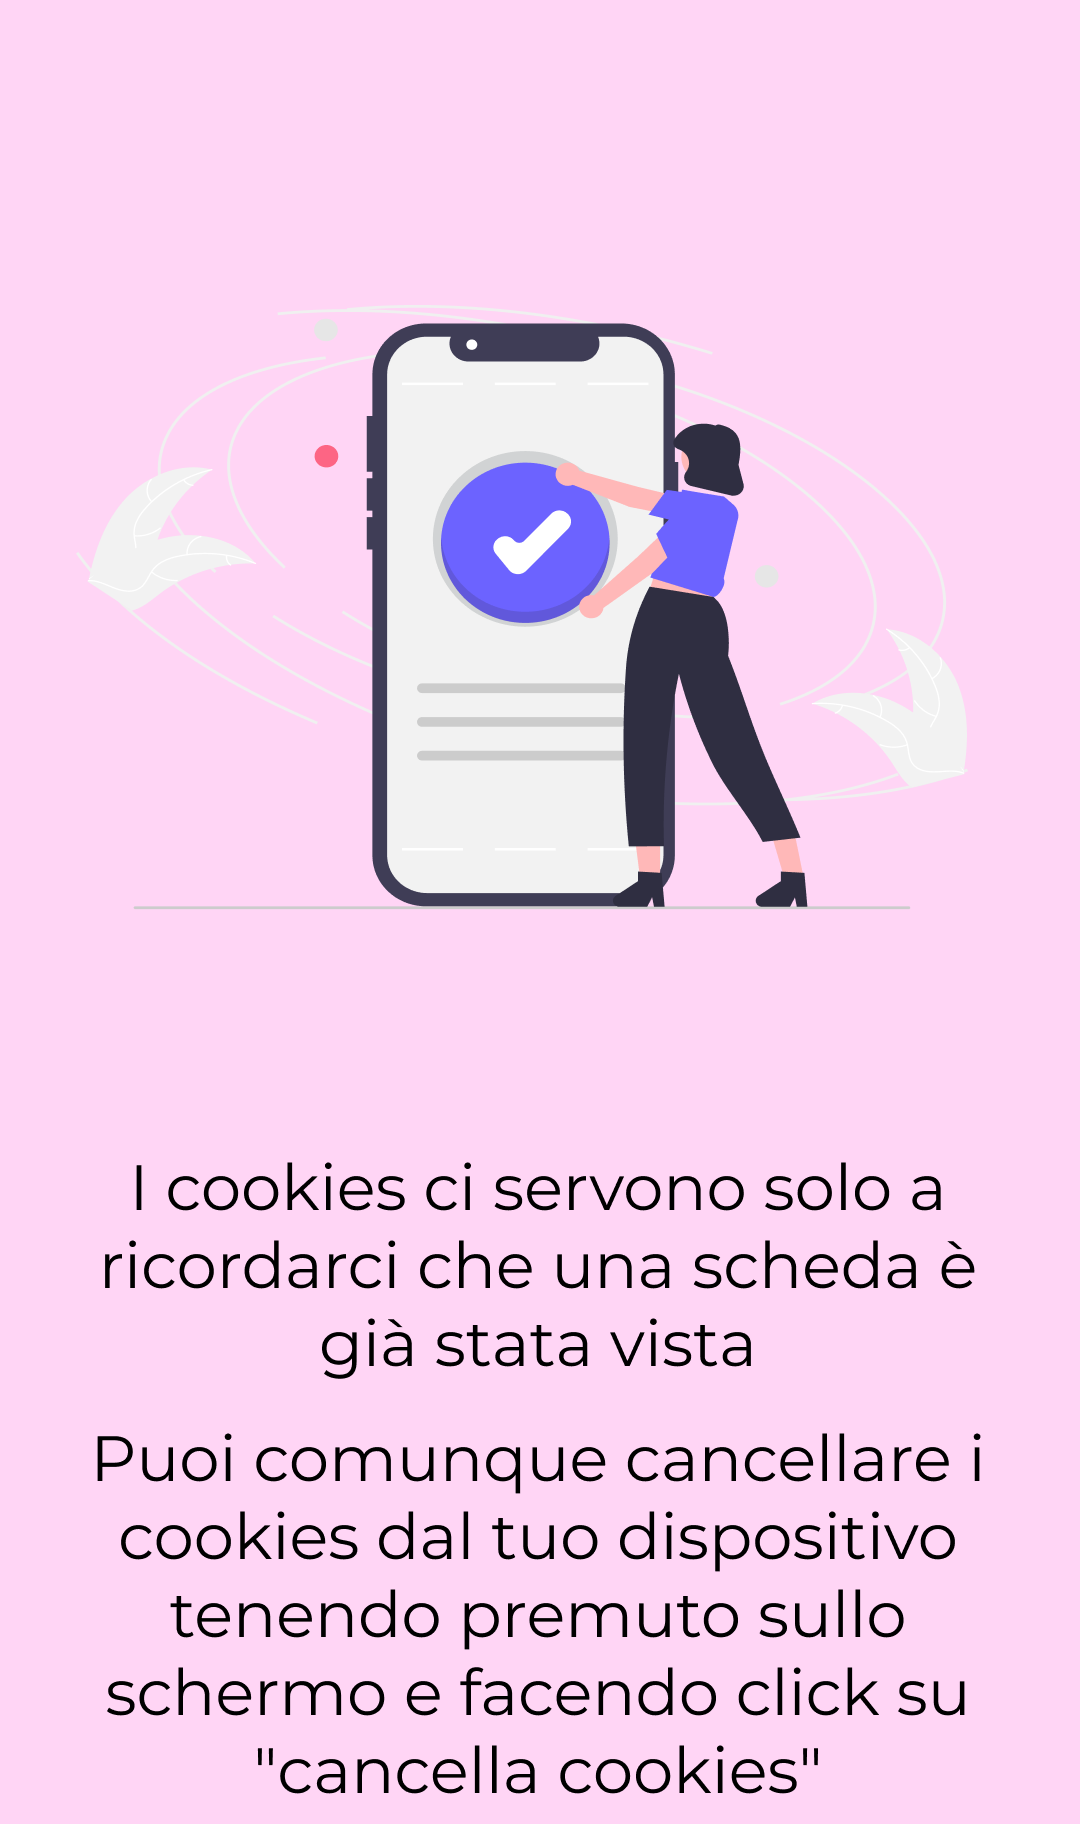 I cookies ci servono solo a
ricordarci che una scheda è
già stata vista
Puoi comunque cancellare i
cookies dal tuo dispositivo
tenendo premuto sullo
schermo e facendo click su
"cancella cookies"